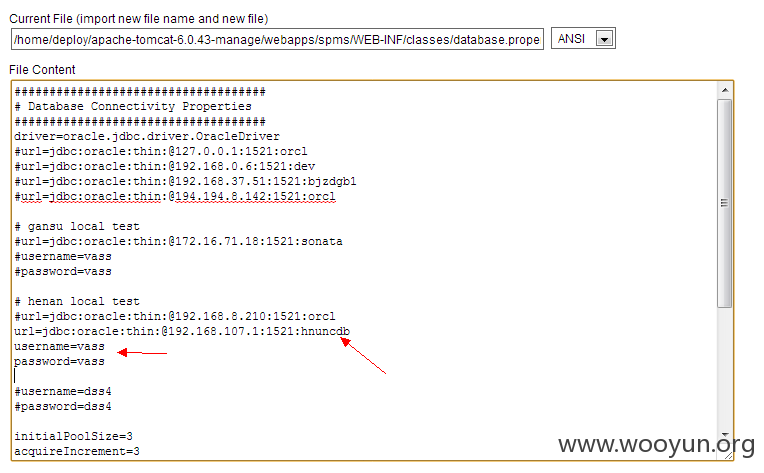 Current File (import new file name and new file)
/home/deploy/apache-tomcat-6.0.43-manage/webapps/spms/WEB-INF/classes/database.prope
ANSI
File Content
####################################
# Database Connectivity Properties
####################################
driver=oracle.jdbc.driver.OracleDriver
#url=jdbc:oracle:thin:@127.0.0.1:1521:orcl
#url=jdbc:oracle:thin:@192.168.0.6:1521:dev
#url=jdbc:oracle:thin:@192.168.37.51:1521:bjzdgb1
#url=jdbc:oracle:thin:@194.194.8.142:1521:orcl
# gansu local test
#url=jdbc:oracle:thin:@172.16.71.18:1521:sonata
#username=vass
#password=vass
# henan local test
#url=jdbc:oracle:thin:@192.168.8.210:1521:orcl
url=jdbc:oracle:thin:@192.168.107.1:1521:hnuncdb
username=vass
password=vass
#username=dss4
#password=dss4
initialPoolSize=3
acquireIncrement=3
www.wooyun.org